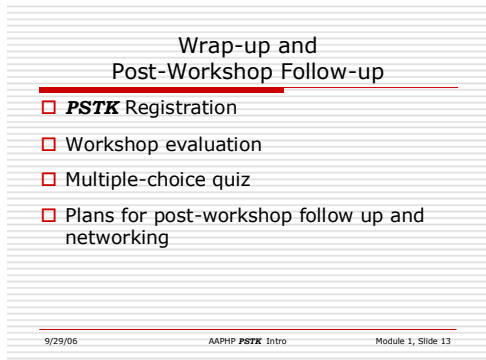 Wrap-up and
Post-Workshop Follow-up
PSTK Registration
Workshop evaluation
Multiple-choice quiz
Plans for post-workshop follow up and
networking
9/29/06 AAPHP PSTK Intro Module 1, Slide 13